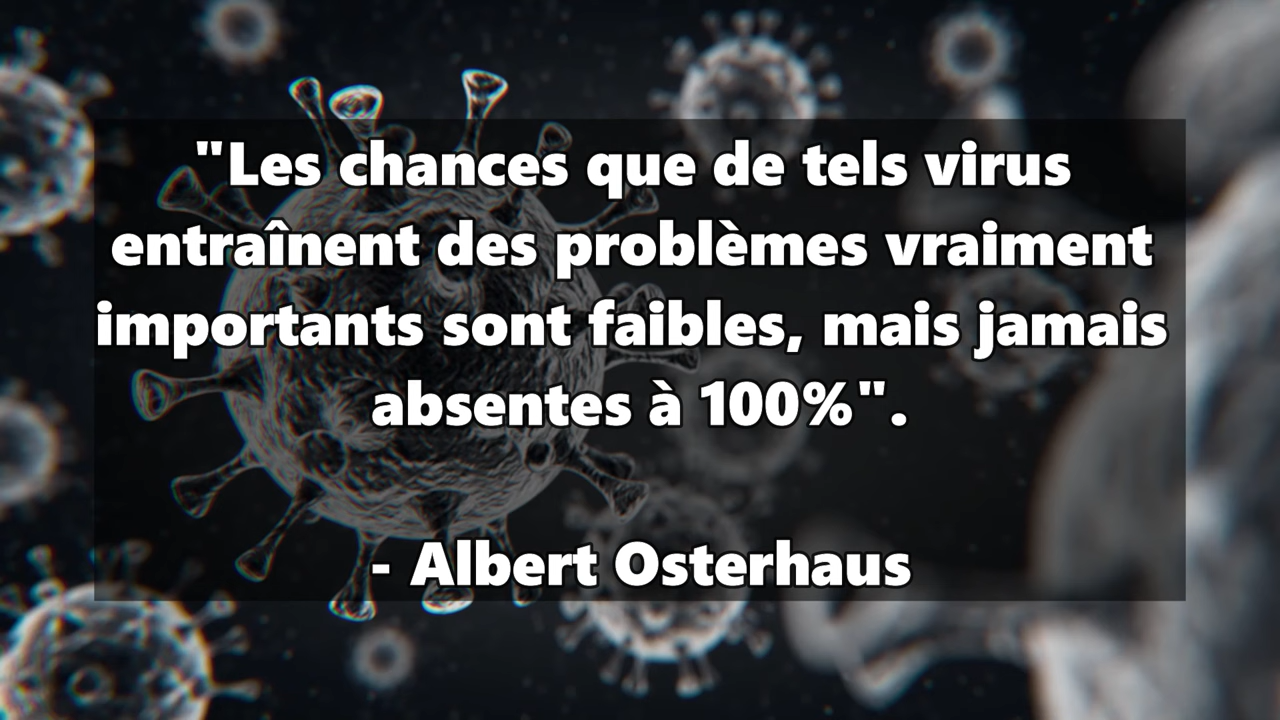 "Les chances que de tels virus
entraînent des problèmes vraiment
importants sont faibles, mais jamais
absentes à 100%".
- Albert Osterhaus